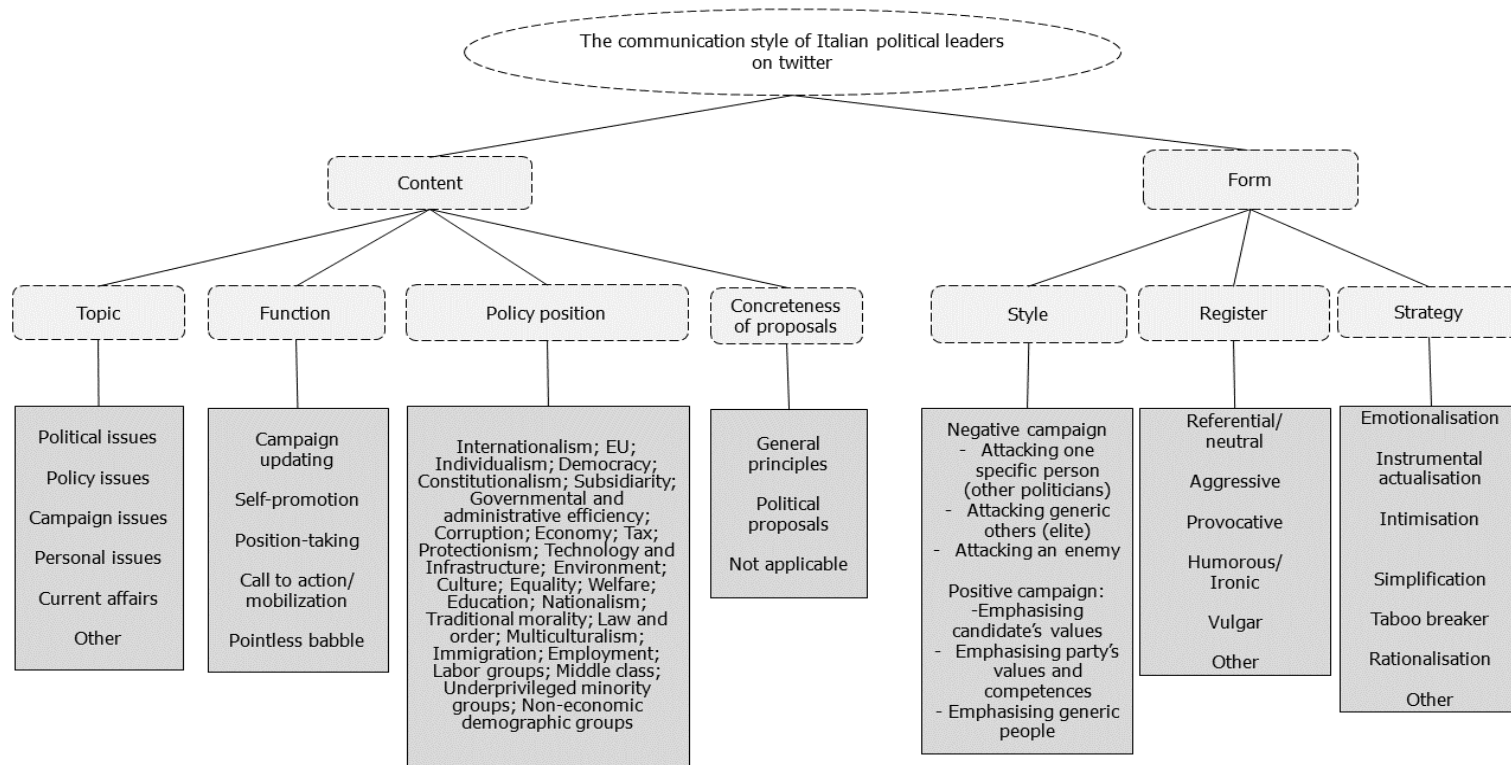 The communication style of Italian political leaders
on twitter
Content
Form
Topic
Function
Policy position
Concreteness
of proposals
Style
Register
Strategy
Political issues
Policy issues
Campaign issues
Personal issues
Current affairs
Other
Campaign
updating
Self-promotion
Position-taking
Call to action/
mobilization
Pointless babble
Internationalism; EU;
Individualism; Democracy;
Constitutionalism; Subsidiarity;
Governmental and
administrative efficiency;
Corruption; Economy; Tax;
Protectionism; Technology and
Infrastructure; Environment;
Culture; Equality; Welfare;
Education; Nationalism;
Traditional morality; Law and
order; Multiculturalism;
Immigration; Employment;
Labor groups; Middle class;
Underprivileged minority
groups; Non-economic
demographic groups
General
principles
Political
proposals
Not applicable
Negative campaign
- Attacking one
specific person
(other politicians)
- Attacking generic
others (elite)
- Attacking an enemy
Positive campaign:
-Emphasising
candidate's values
- Emphasising party's
values and
competences
- Emphasising generic
people
Referential/
neutral
Aggressive
Provocative
Humorous/
Ironic
Vulgar
Other
Emotionalisation
Instrumental
actualisation
Intimisation
Simplification
Taboo breaker
Rationalisation
Other